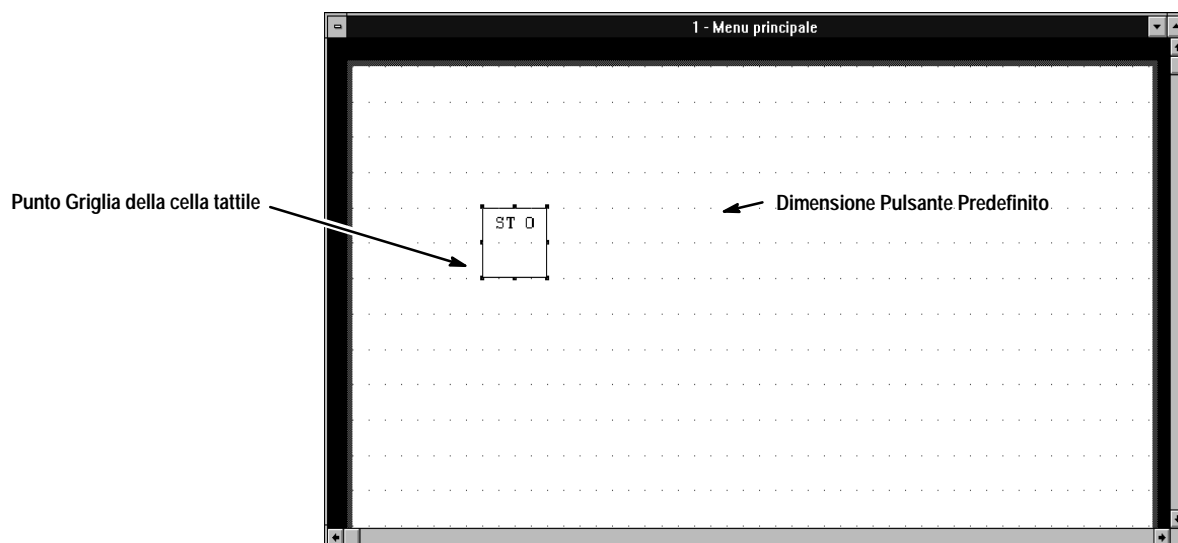 1 - Menu principale
Punto Griglia della cella tattile
Dimensione Pulsante Predefinito
ST 0